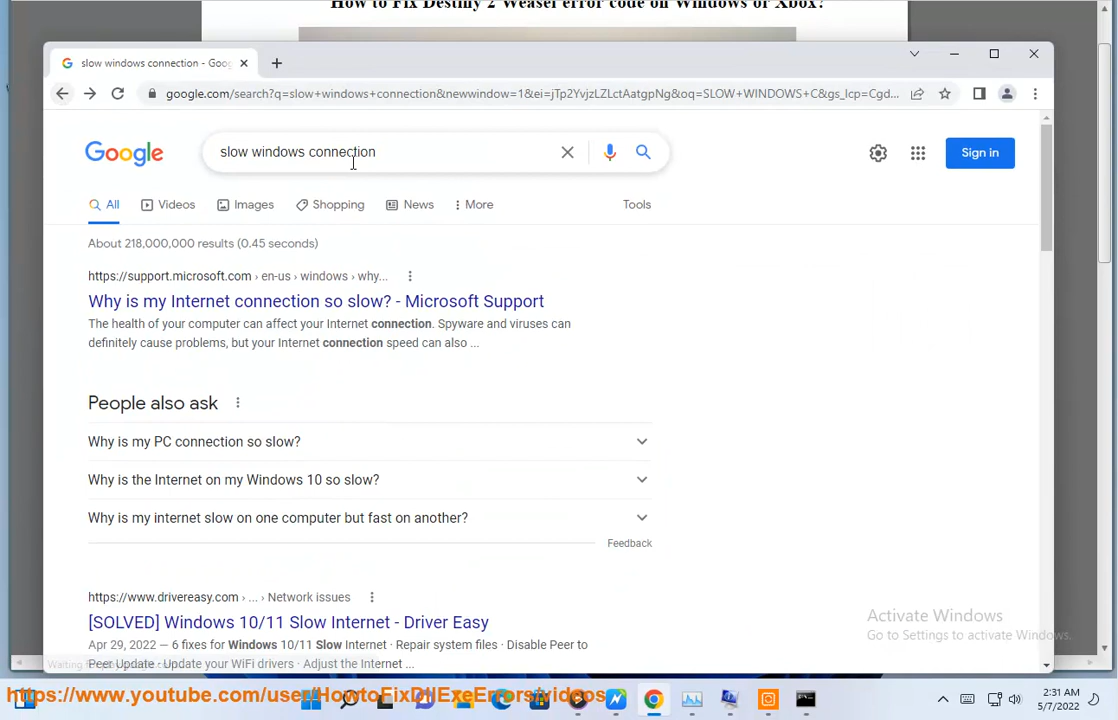 How to Fix Destiny 2 Weasel error code on Windows or Xbox?
slow windows connection - Goog
google.com/search?q=slow+windows+connection&newwindow=1&ei=jTp2YvjzLZLctAatgpNg&oq=SLOW+WINDOWS+C&gs_lcp=Cgd...
Google
slow windows connection
Sign in
All
Videos
Images
Shopping
News
More
Tools
About 218,000,000 results (0.45 seconds)
https://support.microsoft.com › en-us › windows › why...
Why is my Internet connection so slow? - Microsoft Support
The health of your computer can affect your Internet connection. Spyware and viruses can
definitely cause problems, but your Internet connection speed can also ...
People also ask
Why is my PC connection so slow?
Why is the Internet on my Windows 10 so slow?
Why is my internet slow on one computer but fast on another?
Feedback
https://www.drivereasy.com › ... › Network issues
[SOLVED] Windows 10/11 Slow Internet - Driver Easy
Apr 29, 2022 — 6 fixes for Windows 10/11 Slow Internet · Repair system files · Disable Peer to
Peer Update · Update your WiFi drivers · Adjust the Internet ...
Activate Windows
Go to Settings to activate Windows.
https://www.youtube.com/user/HowtoFixDllExeErrors/videos
2:31 AM
5/7/2022